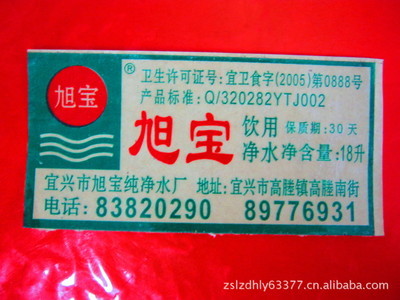 旭宝
®
卫生许可证号:宜卫食字(2005)第0888号
产品标准:Q/320282YTJ002
旭宝 饮用 保质期:30天
净水净含量:18升
宜兴市旭宝纯净水厂 地址:宜兴市高塍镇高塍南街
电话:83820290 89776931
zslzdhly63377.cn.alibaba.com